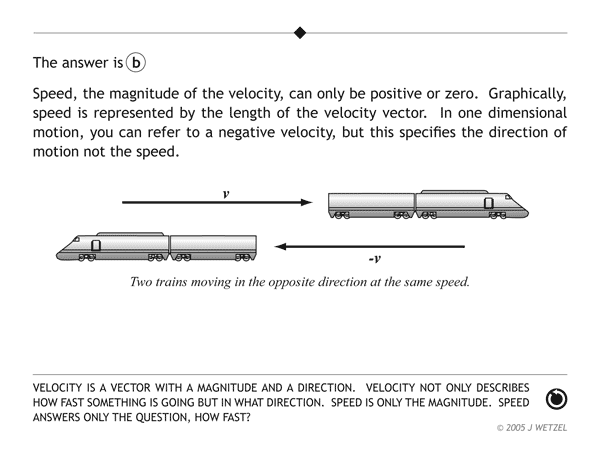 The answer is b
Speed, the magnitude of the velocity, can only be positive or zero.  Graphically,
speed is represented by the length of the velocity vector.  In one dimensional
motion, you can refer to a negative velocity, but this specifies the direction of
motion not the speed.
v
-v
Two trains moving in the opposite direction at the same speed.
VELOCITY IS A VECTOR WITH A MAGNITUDE AND A DIRECTION.  VELOCITY NOT ONLY DESCRIBES
HOW FAST SOMETHING IS GOING BUT IN WHAT DIRECTION.  SPEED IS ONLY THE MAGNITUDE.  SPEED
ANSWERS ONLY THE QUESTION, HOW FAST?
© 2005 J WETZEL